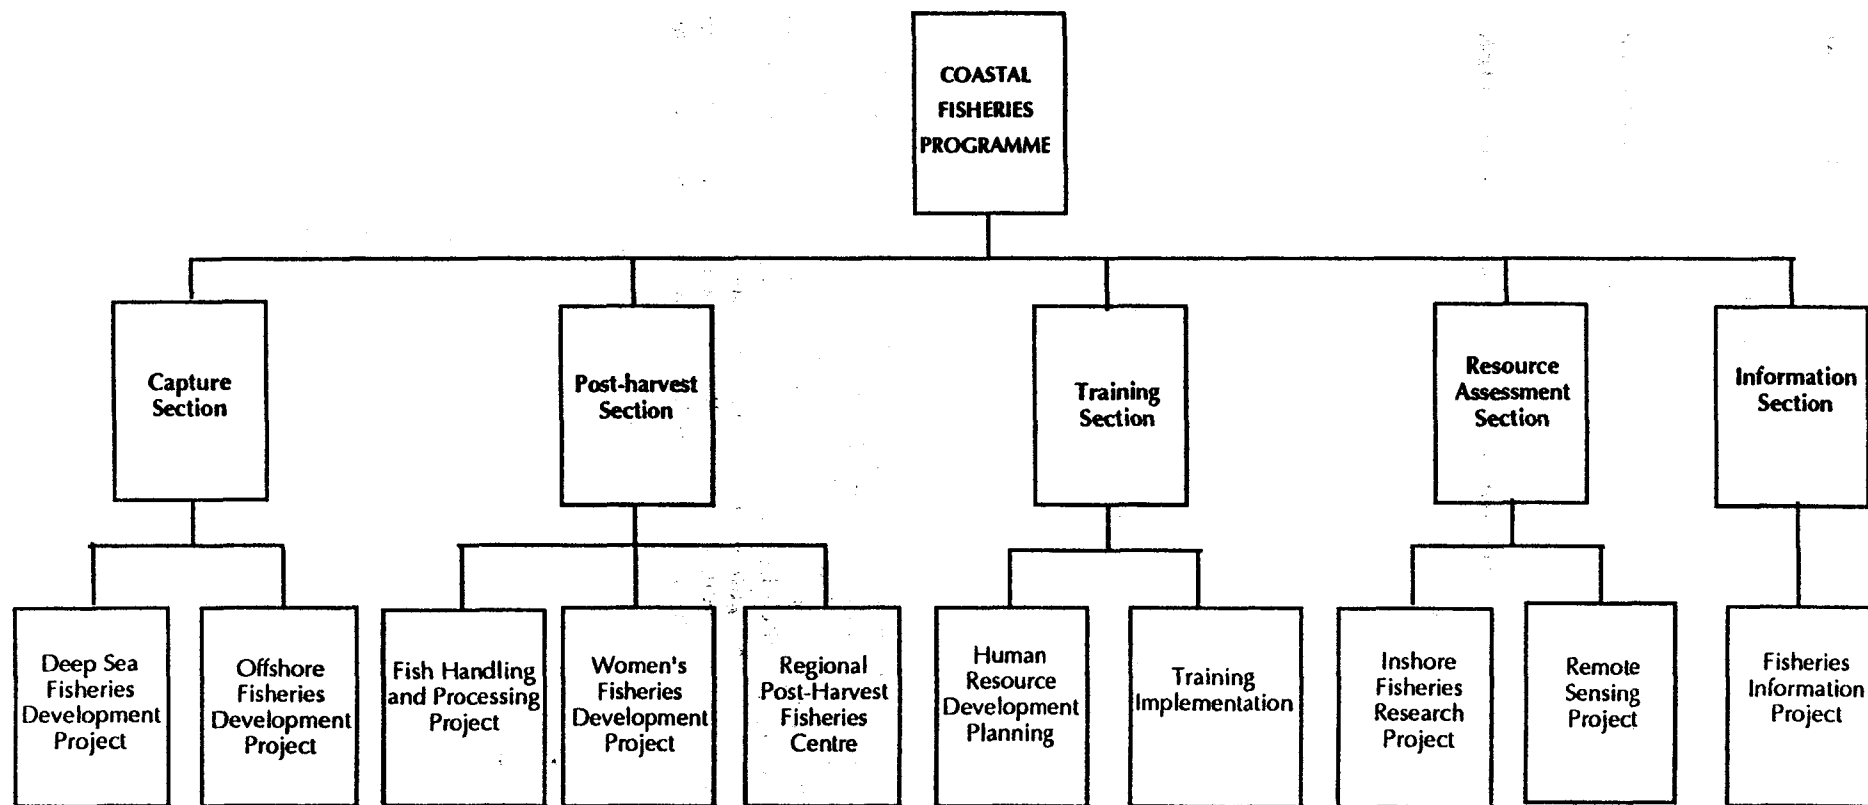 COASTAL
FISHERIES
PROGRAMME
Capture
Section
Post-harvest
Section
Training
Section
Resource
Assessment
Section
Information
Section
Deep Sea
Fisheries
Development
Project
Offshore
Fisheries
Development
Project
Fish Handling
and Processing
Project
Women's
Fisheries
Development
Project
Regional
Post-Harvest
Fisheries
Centre
Human
Resource
Development
Planning
Training
Implementation
Inshore
Fisheries
Research
Project
Remote
Sensing
Project
Fisheries
Information
Project